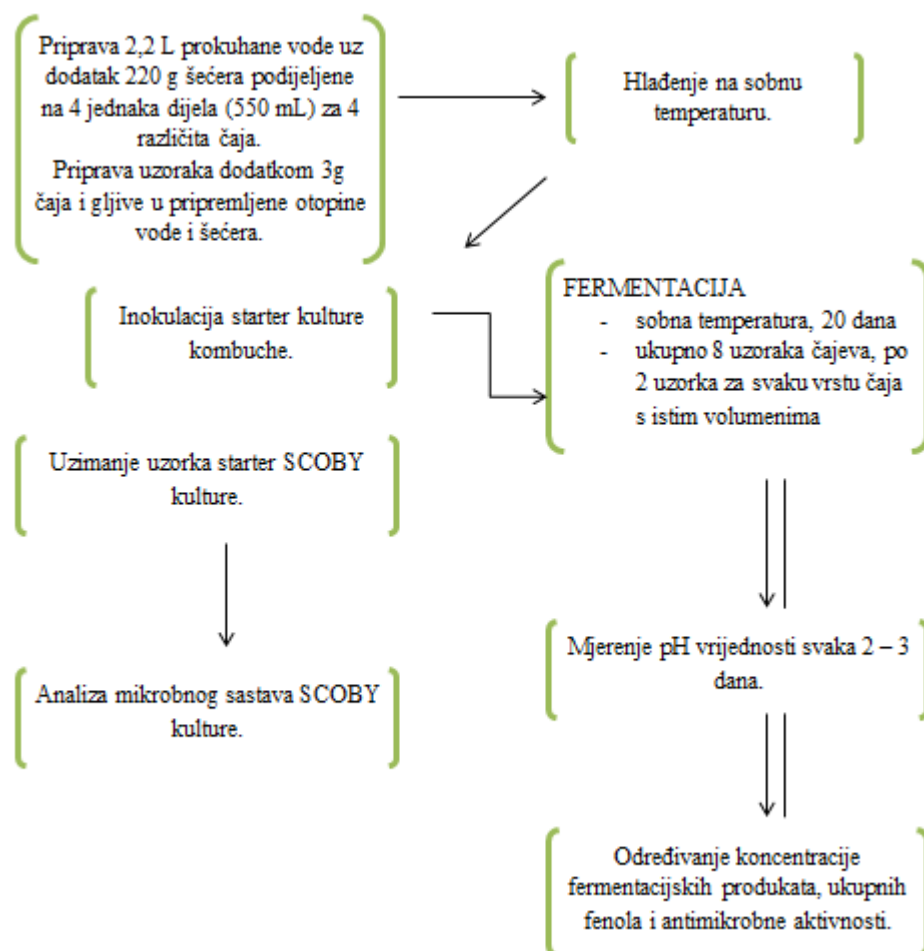 Priprava 2,2 L prokuhane vode uz
dodatak 220 g šećera podijeljene
na 4 jednaka dijela (550 mL) za 4
različita čaja.
Priprava uzoraka dodatkom 3g
čaja i gljive u pripremljene otopine
vode i šećera.
Hlađenje na sobnu
temperaturu.
Inokulacija starter kulture
kombuche.
FERMENTACIJA
- sobna temperatura, 20 dana
- ukupno 8 uzoraka čajeva, po
2 uzorka za svaku vrstu čaja
s istim volumenima
Uzimanje uzorka starter SCOBY
kulture.
Analiza mikrobnog sastava SCOBY
kulture.
Mjerenje pH vrijednosti svaka 2 – 3
dana.
Određivanje koncentracije
fermentacijskih produkata, ukupnih
fenola i antimikrobne aktivnosti.